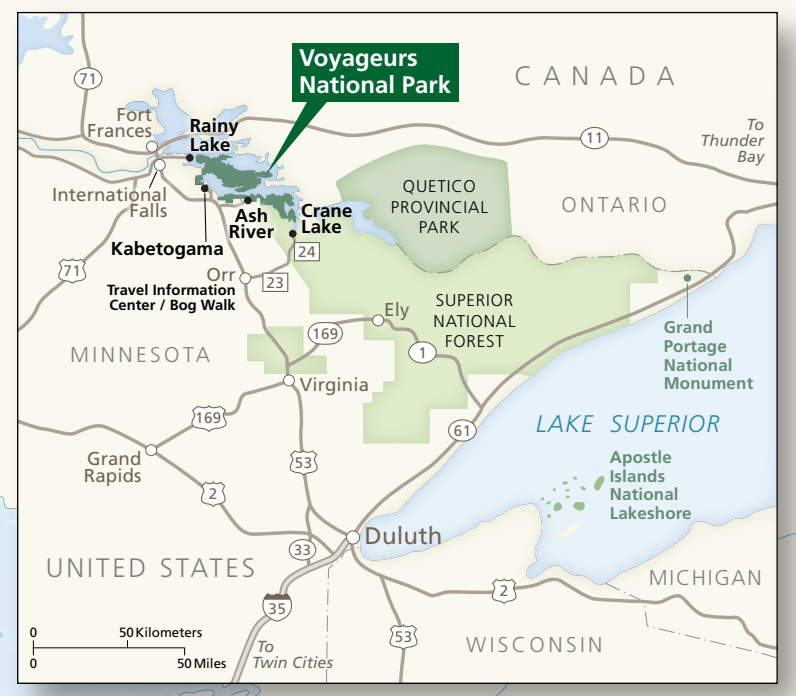 Voyageurs
National Park
CANADA
71
Fort
Frances
Rainy
Lake
11
To
Thunder
Bay
International
Falls
QUETICO
PROVINCIAL
PARK
ONTARIO
Ash
River
Crane
Lake
Kabetogama
24
71
Orr
23
Travel Information
Center / Bog Walk
SUPERIOR
NATIONAL
FOREST
Ely
169
1
Grand
Portage
National
Monument
MINNESOTA
Virginia
169
61
LAKE SUPERIOR
Grand
Rapids
53
2
Apostle
Islands
National
Lakeshore
Duluth
33
UNITED STATES
MICHIGAN
2
35
53
WISCONSIN
0
50 Kilometers
0
50 Miles
To
Twin Cities